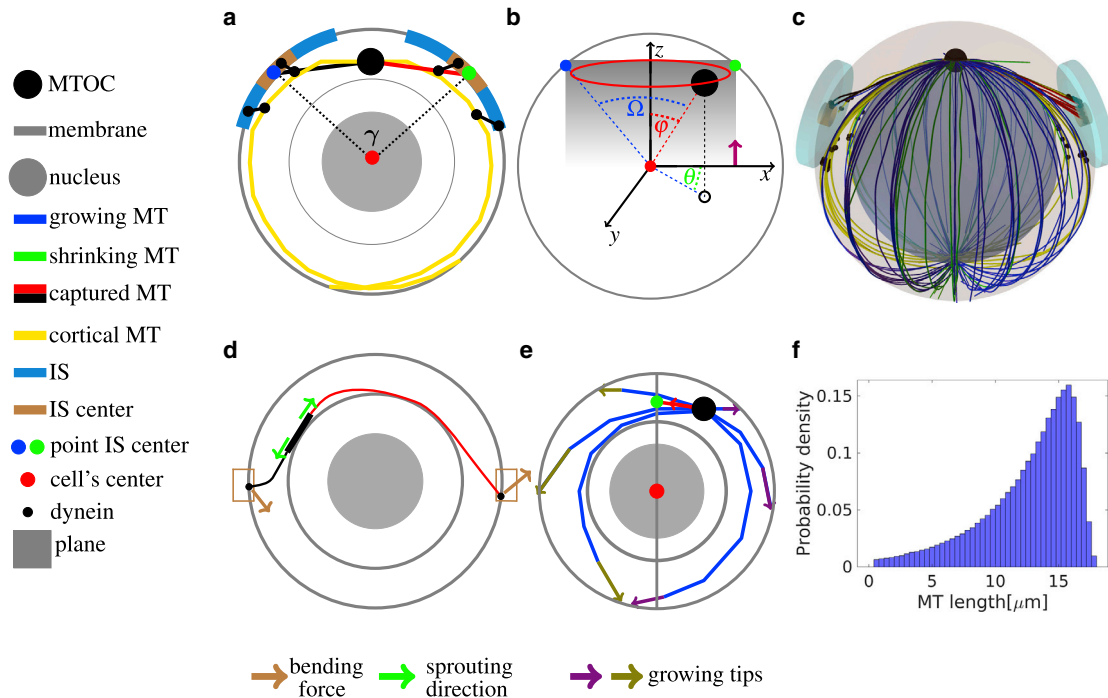 MTOC
membrane
nucleus
growing MT
shrinking MT
captured MT
cortical MT
IS
IS center
point IS center
cell's center
dynein
plane
a
γ
b
z
Ω
φ
θ
x
y
c
d
e
f
Probability density
0.15
0.1
0.05
0
0
5
10
15
MT length[μm]
bending
force
sprouting
direction
growing tips